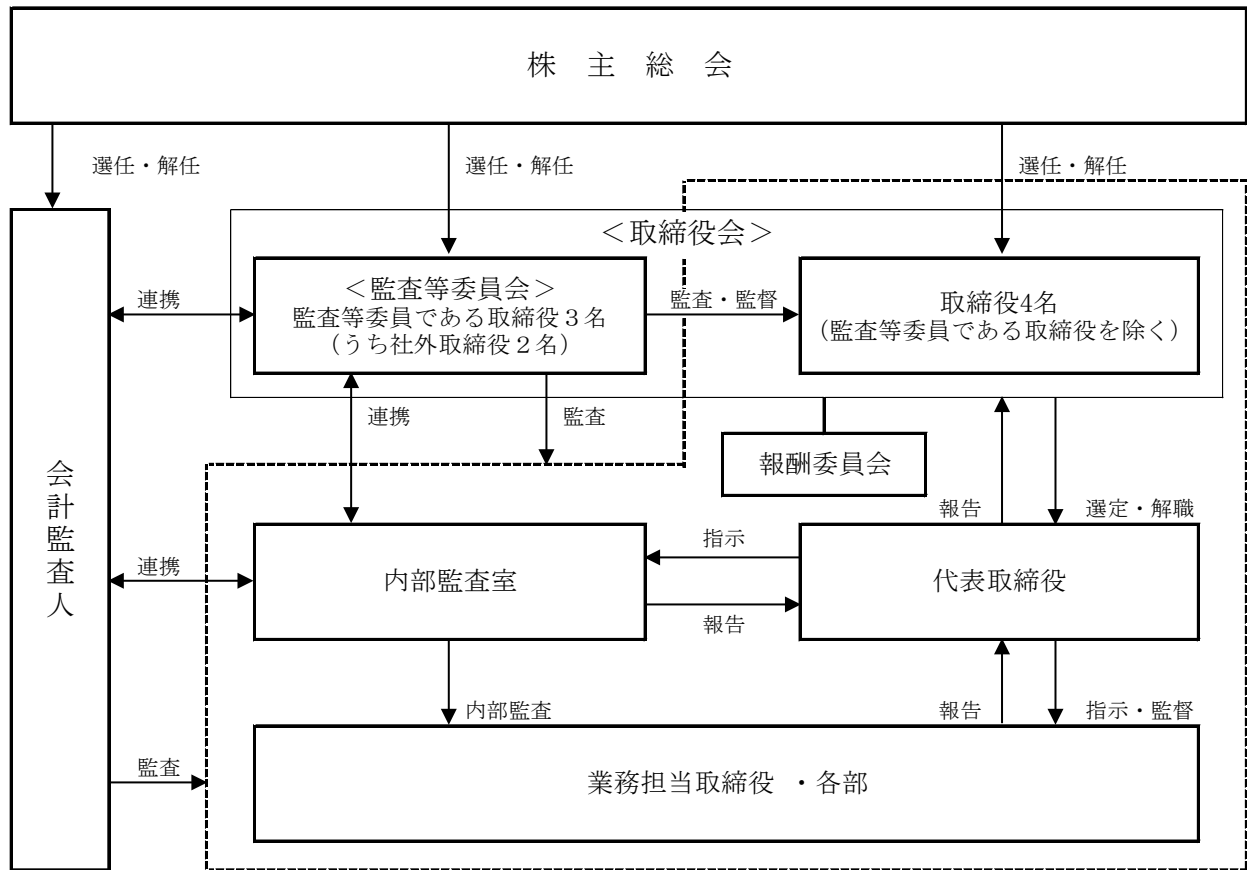 株 主 総 会
選任・解任
選任・解任
選任・解任
＜取締役会＞
＜監査等委員会＞
監査等委員である取締役３名
（うち社外取締役２名）
連携
監査・監督
取締役4名
（監査等委員である取締役を除く）
連携
監査
報酬委員会
会計監査人
報告
選定・解職
連携
内部監査室
指示
報告
代表取締役
内部監査
報告
指示・監督
監査
業務担当取締役 ・各部